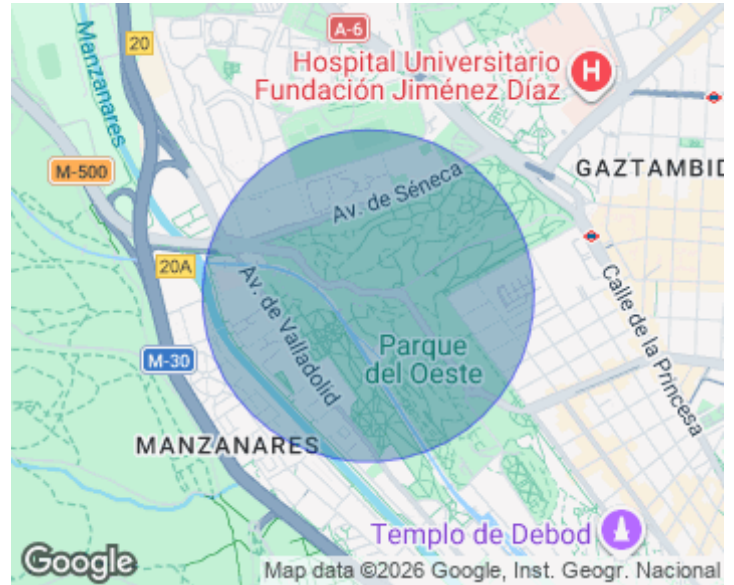 A-6
20
Manzanares
Hospital Universitario
Fundación Jiménez Díaz
H
M-500
Av. de Séneca
GAZTAMBID
20A
Av. de Valladolid
Calle de la Princesa
M-30
Parque
del Oeste
MANZANARES
Templo de Debod
Google
Map data ©2026 Google, Inst. Geogr. Nacional